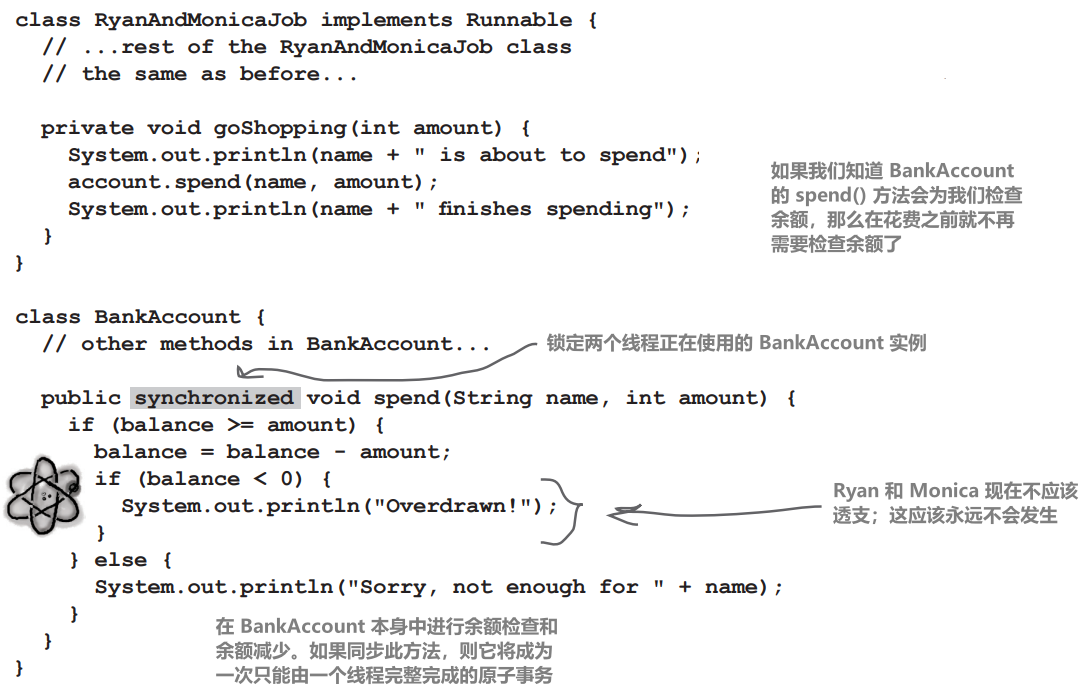 class RyanAndMonicaJob implements Runnable {
// ...rest of the RyanAndMonicaJob class
// the same as before...
private void goShopping(int amount) {
System.out.println(name + " is about to spend");
account.spend(name, amount);
System.out.println(name + " finishes spending");
}
}
如果我们知道 BankAccount
的 spend() 方法会为我们检查
余额，那么在花费之前就不再
需要检查余额了
class BankAccount {
// other methods in BankAccount...
锁定两个线程正在使用的 BankAccount 实例
public synchronized void spend(String name, int amount) {
if (balance >= amount) {
balance = balance - amount;
if (balance < 0) {
System.out.println("Overdrawn!");
}
Ryan 和 Monica 现在不应该
透支；这应该永远不会发生
} else {
System.out.println("Sorry, not enough for " + name);
}
}
}
在 BankAccount 本身中进行余额检查和
余额减少。如果同步此方法，则它将成为
一次只能由一个线程完整完成的原子事务